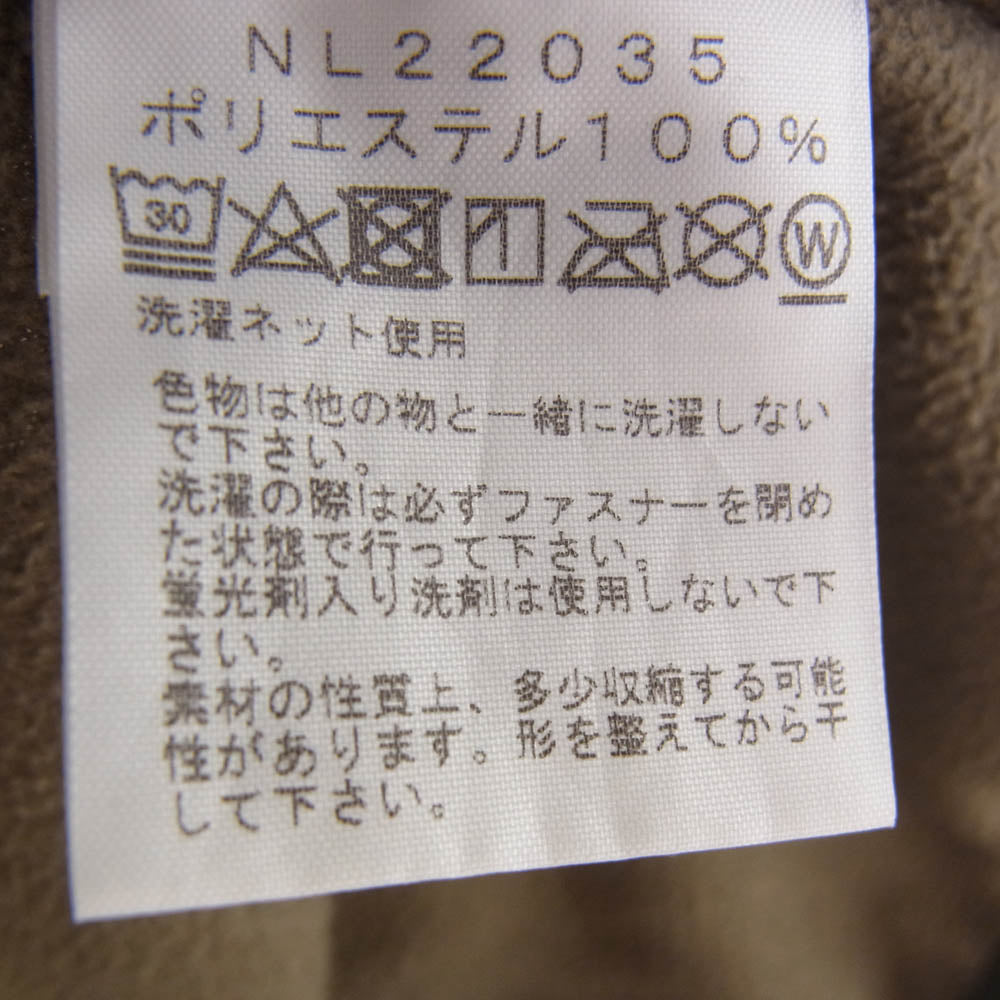 NL22035
ポリエステル100%
30
W
洗濯ネット使用
色物は他の物と一緒に洗濯しない
で下さい。
洗濯の際は必ずファスナーを閉め
た状態で行って下さい。
蛍光剤入り洗剤は使用しないで下
さい。
素材の性質上、多少収縮する可能
性があります。形を整えてから干
して下さい。